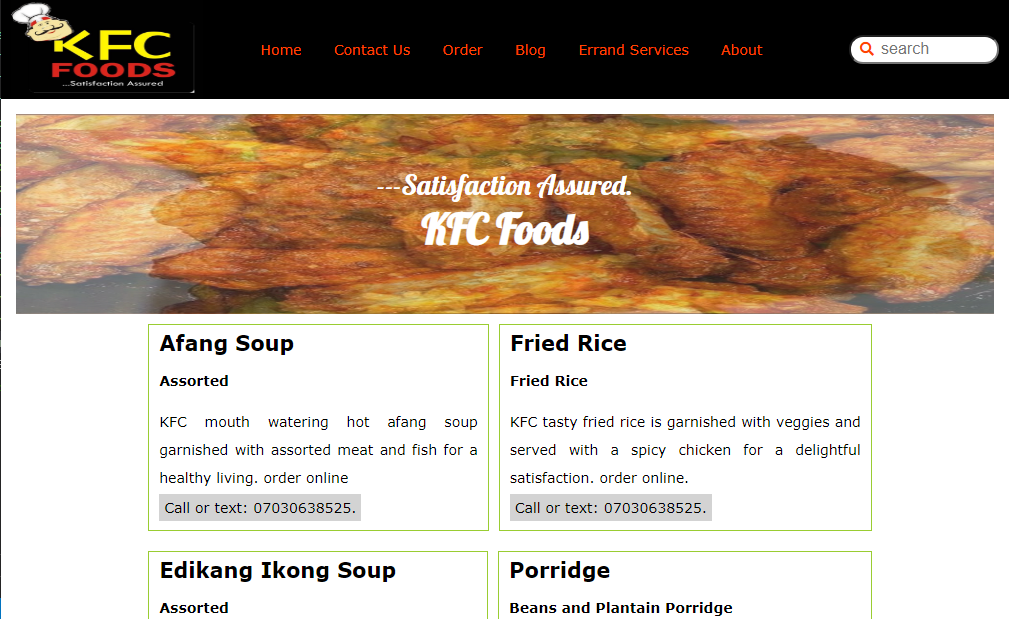 KFC
FOODS
...Satisfaction Assured
Home Contact Us Order Blog Errand Services About
search
---Satisfaction Assured.
KFC Foods
Afang Soup
Assorted
KFC mouth watering hot afang soup
garnished with assorted meat and fish for a
healthy living. order online
Call or text: 07030638525.
Fried Rice
Fried Rice
KFC tasty fried rice is garnished with veggies and
served with a spicy chicken for a delightful
satisfaction. order online.
Call or text: 07030638525.
Edikang Ikong Soup
Assorted
Porridge
Beans and Plantain Porridge